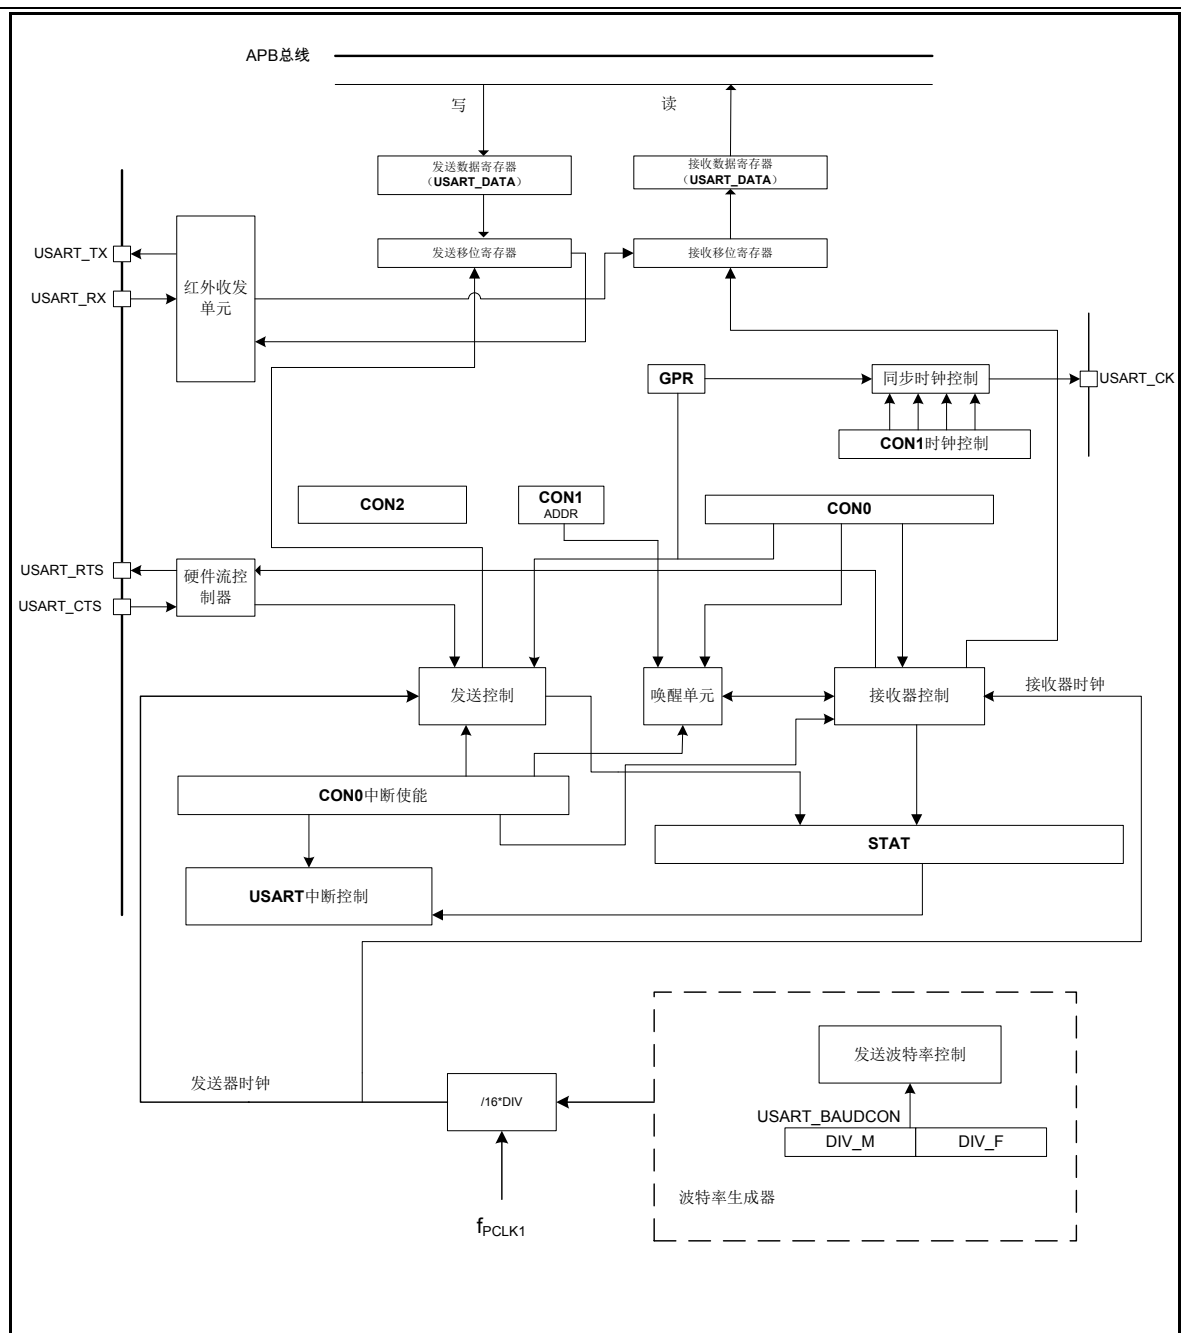 APB总线
写
读
发送数据寄存器
（USART_DATA）
接收数据寄存器
（USART_DATA）
USART_TX
发送移位寄存器
接收移位寄存器
红外收发
单元
USART_RX
GPR
同步时钟控制
USART_CK
CON1时钟控制
CON2
CON1
ADDR
CON0
USART_RTS
硬件流控
制器
USART_CTS
发送控制
唤醒单元
接收器控制
接收器时钟
CON0中断使能
STAT
USART中断控制
发送波特率控制
发送器时钟
/16*DIV
USART_BAUDCON
DIV_M
DIV_F
波特率生成器
fPCLK1